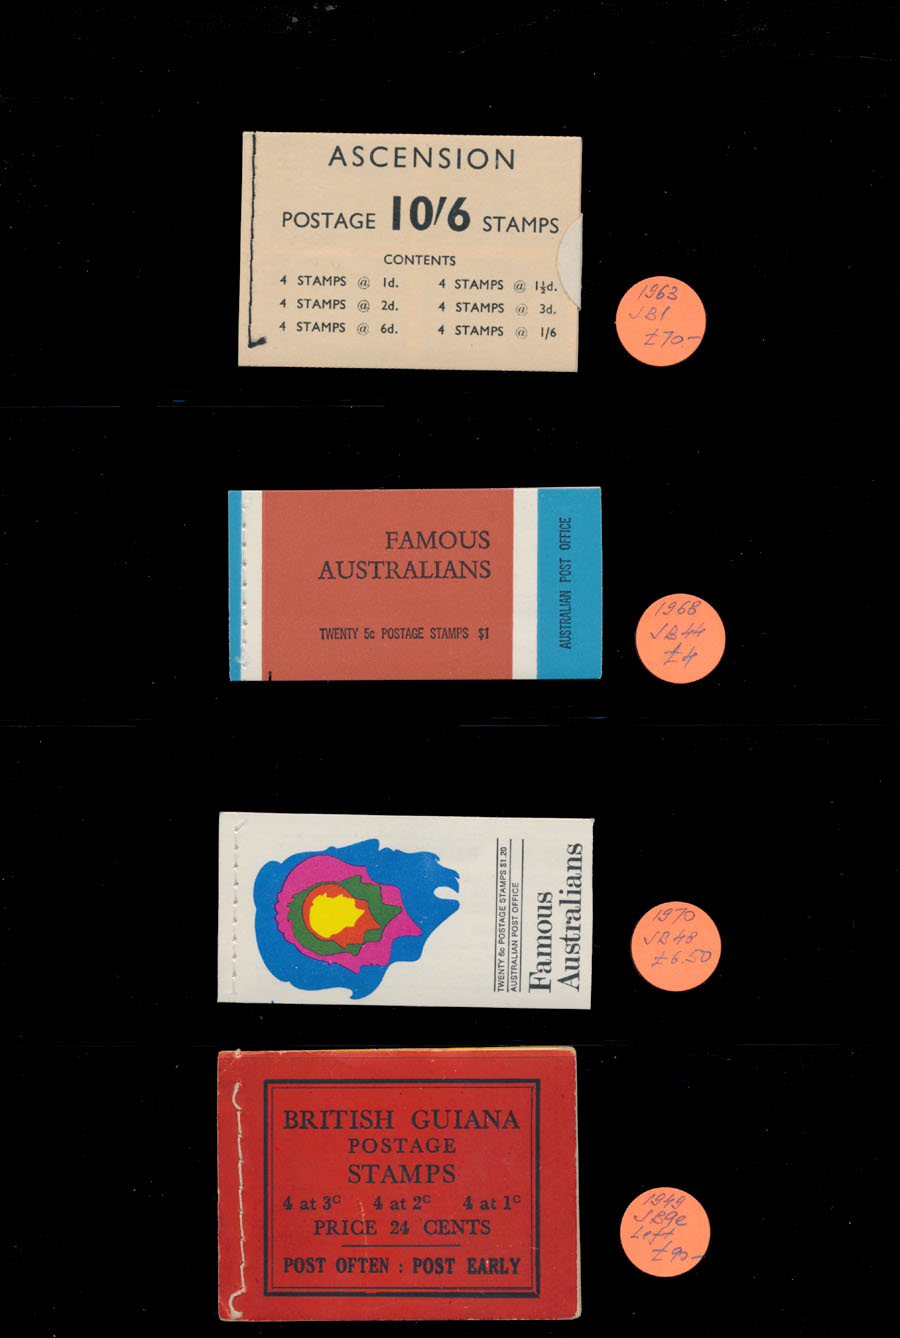 ASCENSION
POSTAGE 10/6 STAMPS
CONTENTS
4 STAMPS @ 1d. 4 STAMPS @ 1½d.
4 STAMPS @ 2d. 4 STAMPS @ 3d.
4 STAMPS @ 6d. 4 STAMPS @ 1/6
1963
SB1
£70-
FAMOUS
AUSTRALIANS
TWENTY 5c POSTAGE STAMPS $1
AUSTRALIAN POST OFFICE
1968
SB44
£4
TWENTY 6c POSTAGE STAMPS $1.20
AUSTRALIAN POST OFFICE
Famous
Australians
1970
SB48
£6.50
BRITISH GUIANA
POSTAGE
STAMPS
4 at 3c 4 at 2c 4 at 1c
PRICE 24 CENTS
POST OFTEN : POST EARLY
1949
SB9e
Left
£90-